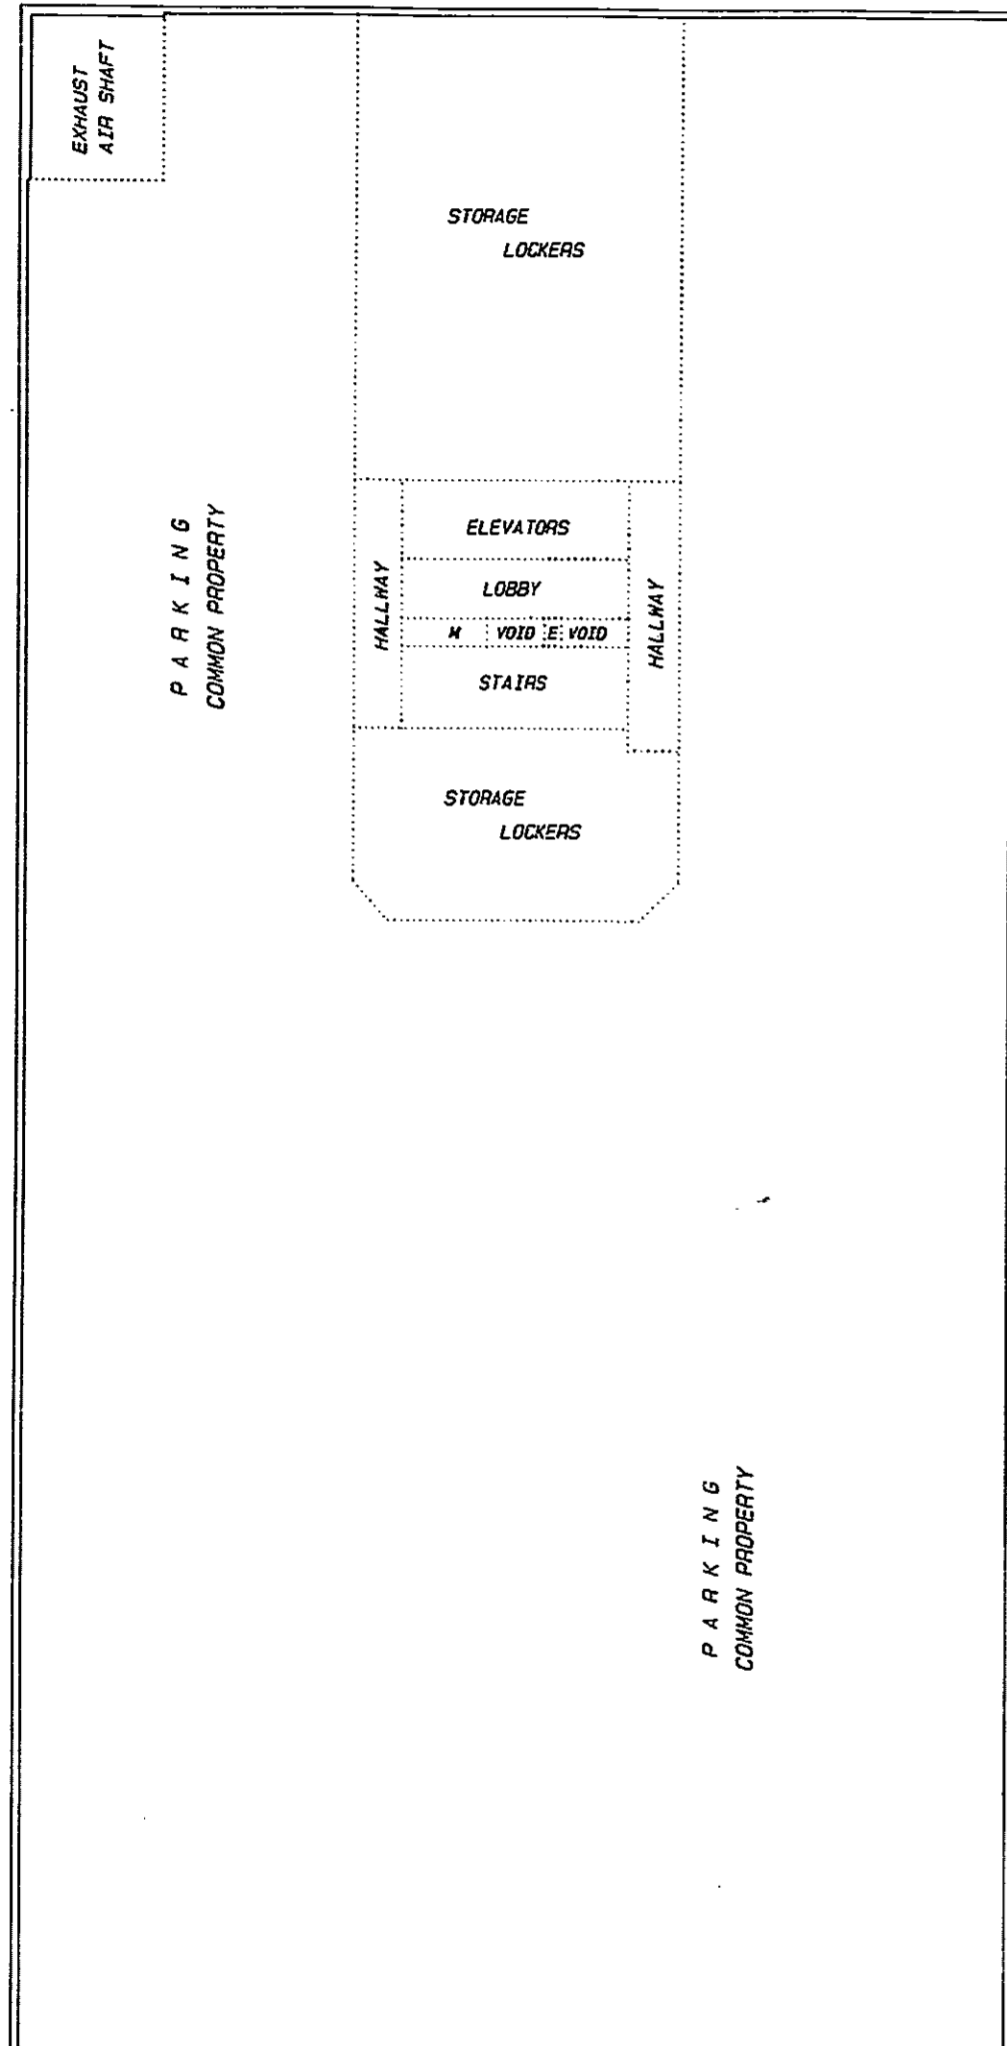 EXHAUST
AIR SHAFT
STORAGE
LOCKERS
PARKING
COMMON PROPERTY
HALLWAY
ELEVATORS
LOBBY
M VOID E VOID
STAIRS
HALLWAY
STORAGE
LOCKERS
PARKING
COMMON PROPERTY